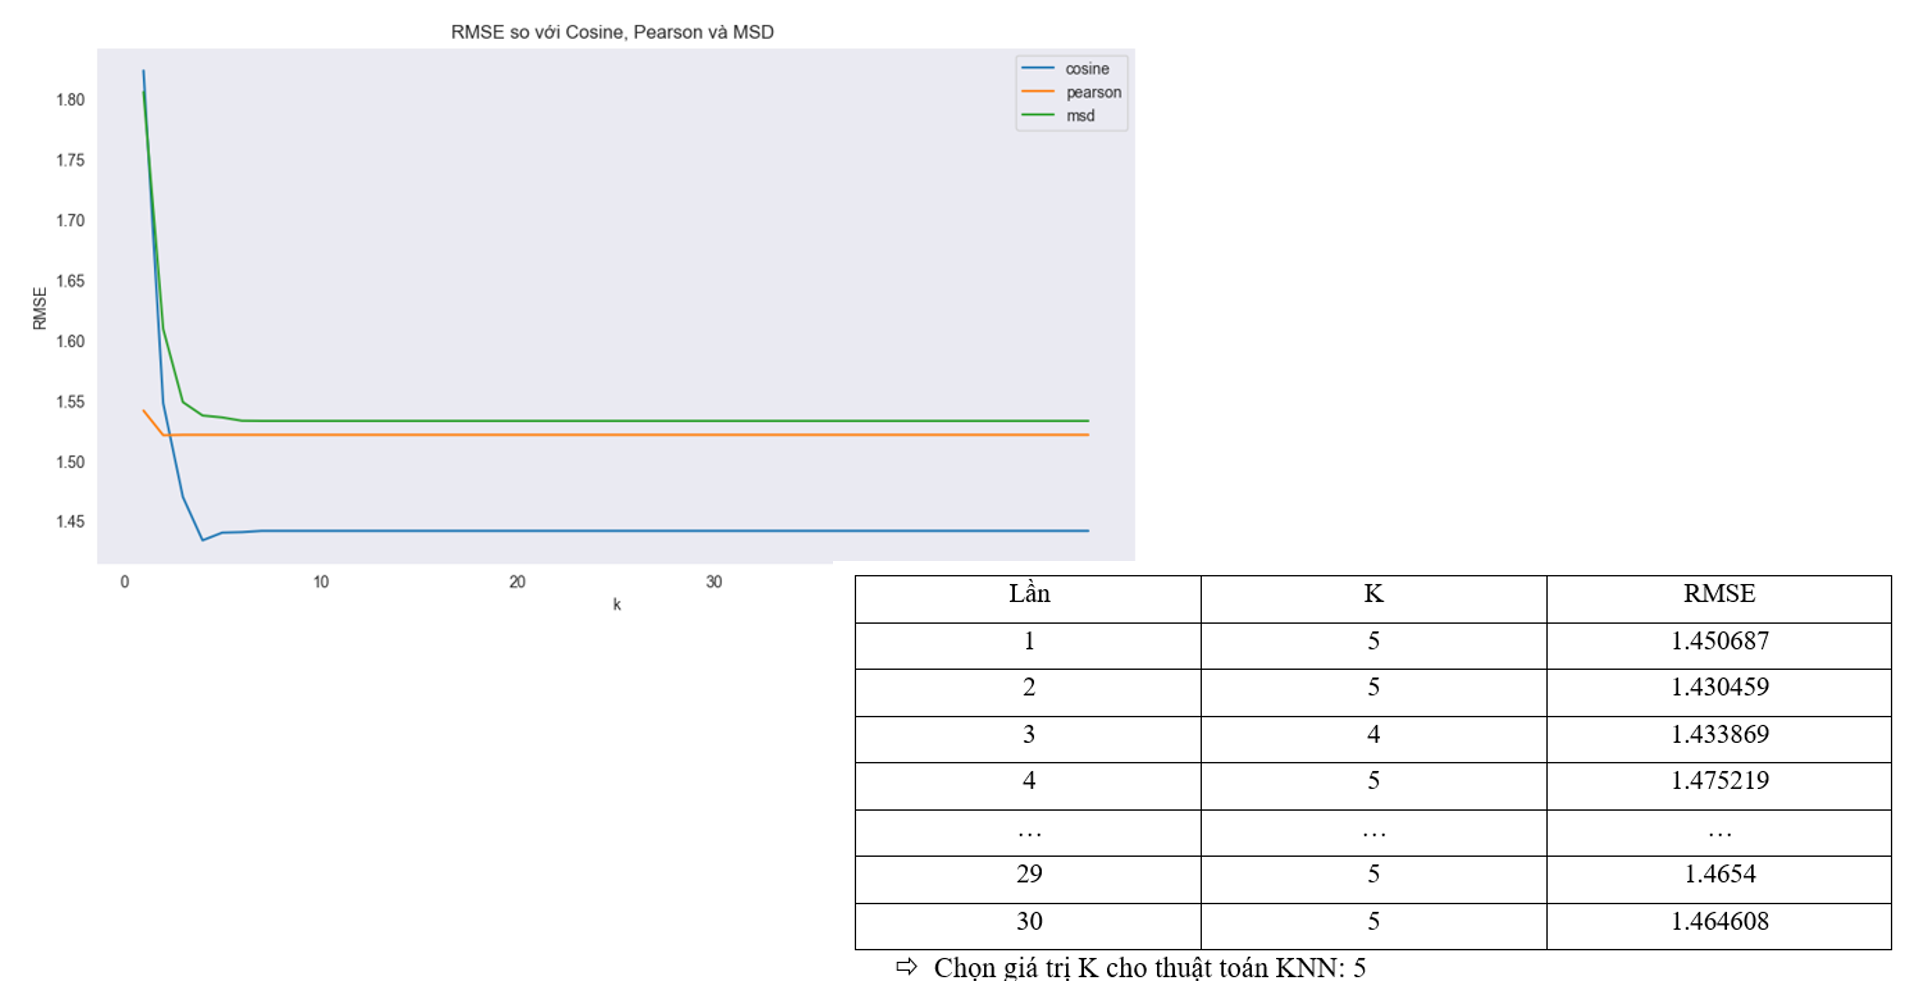 RMSE so với Cosine, Pearson và MSD
cosine
pearson
msd
1.80
1.75
1.70
1.65
1.60
1.55
1.50
1.45
RMSE
0 10 20 30
k
Lần K RMSE
1 5 1.450687
2 5 1.430459
3 4 1.433869
4 5 1.475219
… … …
29 5 1.4654
30 5 1.464608
⇨ Chọn giá trị K cho thuật toán KNN: 5